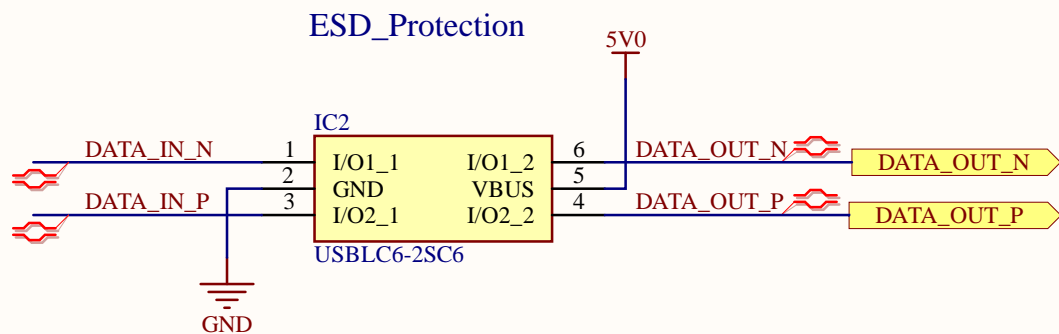 ESD_Protection
5V0
IC2
DATA_IN_N 1 I/O1_1 I/O1_2 6 DATA_OUT_N DATA_OUT_N
2 GND VBUS 5
DATA_IN_P 3 I/O2_1 I/O2_2 4 DATA_OUT_P DATA_OUT_P
USBLC6-2SC6
GND